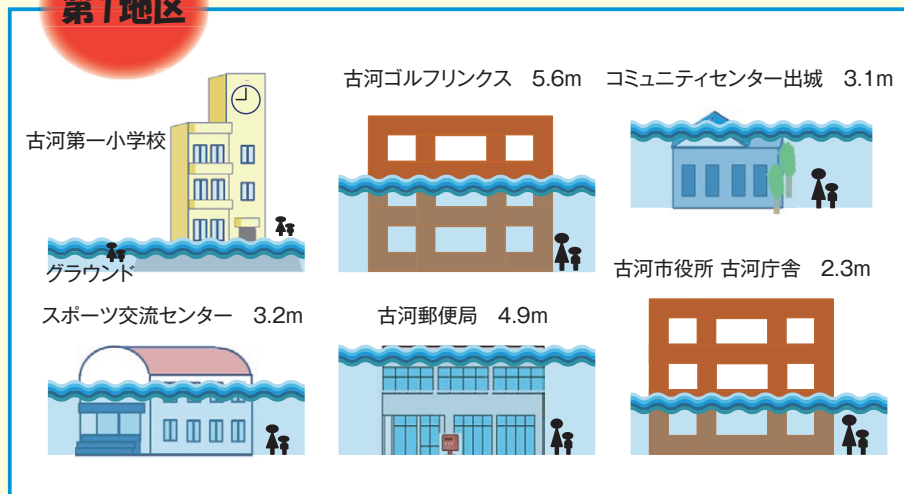 第1地区
古河ゴルフリンクス 5.6m
コミュニティセンター出城 3.1m
古河第一小学校
グラウンド
古河市役所 古河庁舎 2.3m
スポーツ交流センター 3.2m
古河郵便局 4.9m